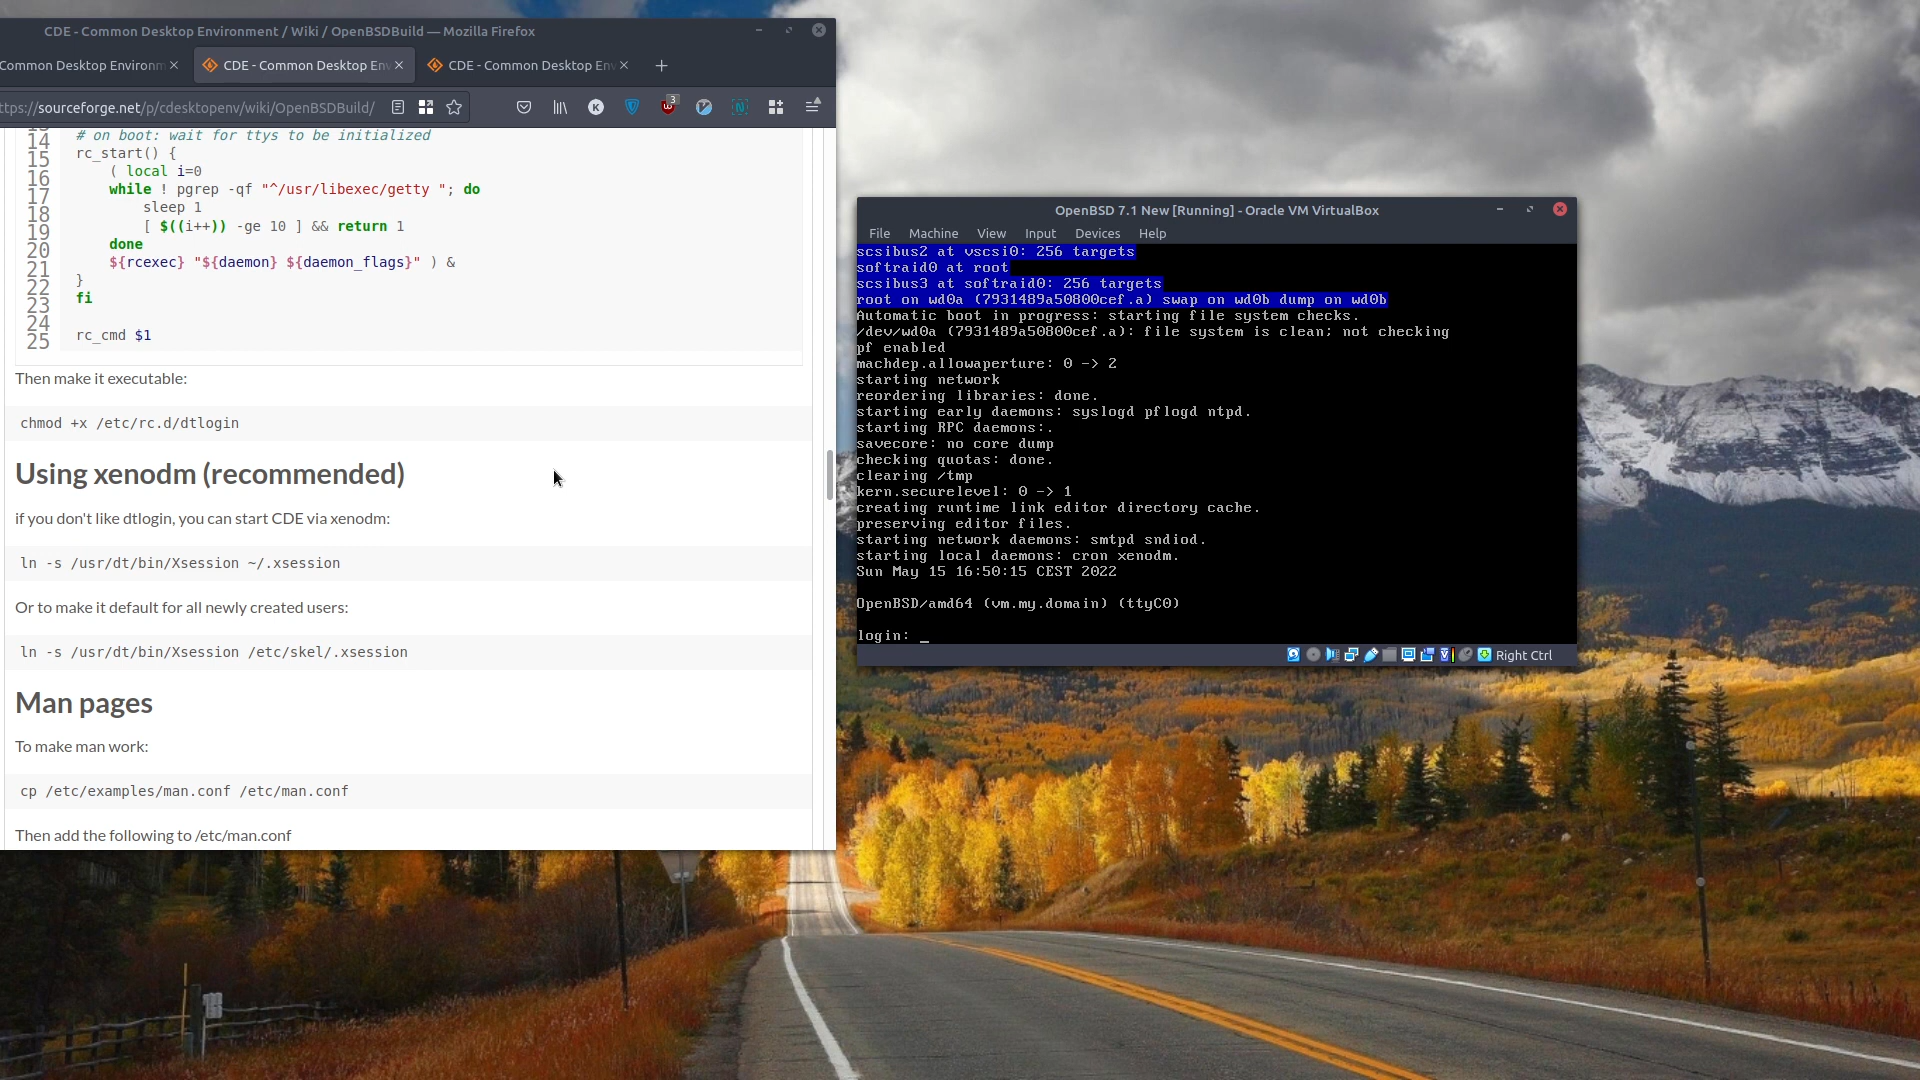 CDE - Common Desktop Environment / Wiki / OpenBSDBuild — Mozilla Firefox
Common Desktop Environm
CDE - Common Desktop En
CDE - Common Desktop En
ttps://sourceforge.net/p/cdesktopenv/wiki/OpenBSDBuild/
3
14 # on boot: wait for ttys to be initialized
15 rc_start() {
16 ( local i=0
17 while ! pgrep -qf "^/usr/libexec/getty "; do
18 sleep 1
19 [ $((i++)) -ge 10 ] && return 1
20 done
21 ${rcexec} "${daemon} ${daemon_flags}" ) &
22 }
23 fi
24
25 rc_cmd $1
Then make it executable:
chmod +x /etc/rc.d/dtlogin
Using xenodm (recommended)
if you don't like dtlogin, you can start CDE via xenodm:
ln -s /usr/dt/bin/Xsession ~/.xsession
Or to make it default for all newly created users:
ln -s /usr/dt/bin/Xsession /etc/skel/.xsession
Man pages
To make man work:
cp /etc/examples/man.conf /etc/man.conf
Then add the following to /etc/man.conf
OpenBSD 7.1 New [Running] - Oracle VM VirtualBox
File Machine View Input Devices Help
scsibus2 at vscsi0: 256 targets
softraid0 at root
scsibus3 at softraid0: 256 targets
root on wd0a (7931489a50800cef.a) swap on wd0b dump on wd0b
Automatic boot in progress: starting file system checks.
/dev/wd0a (7931489a50800cef.a): file system is clean; not checking
pf enabled
machdep.allowaperture: 0 -> 2
starting network
reordering libraries: done.
starting early daemons: syslogd pflogd ntpd.
starting RPC daemons:.
savecore: no core dump
checking quotas: done.
clearing /tmp
kern.securelevel: 0 -> 1
creating runtime link editor directory cache.
preserving editor files.
starting network daemons: smtpd sndiod.
starting local daemons: cron xenodm.
Sun May 15 16:50:15 CEST 2022
OpenBSD/amd64 (vm.my.domain) (ttyC0)
login: _
Right Ctrl